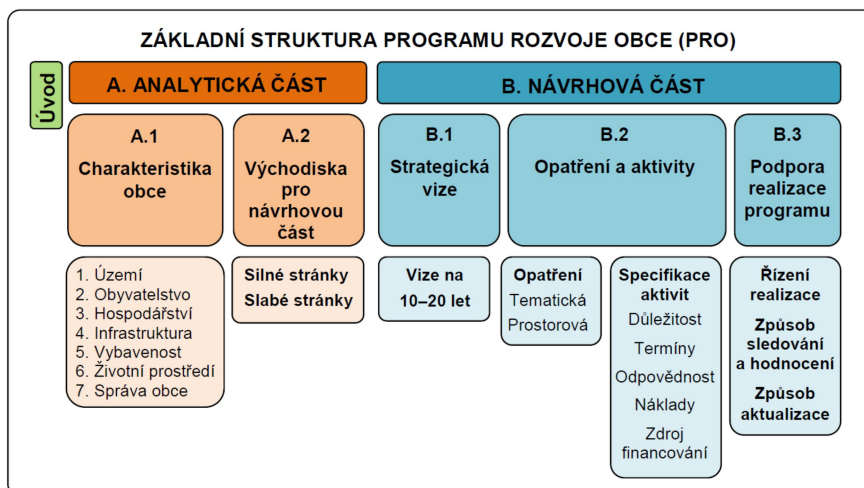 ZÁKLADNÍ STRUKTURA PROGRAMU ROZVOJE OBCE (PRO)
Úvod
A. ANALYTICKÁ ČÁST
B. NÁVRHOVÁ ČÁST
A.1
Charakteristika
obce
A.2
Východiska
pro
návrhovou
část
B.1
Strategická
vize
B.2
Opatření a aktivity
B.3
Podpora
realizace
programu
1. Území
2. Obyvatelstvo
3. Hospodářství
4. Infrastruktura
5. Vybavenost
6. Životní prostředí
7. Správa obce
Silné stránky
Slabé stránky
Vize na
10–20 let
Opatření
Tematická
Prostorová
Specifikace
aktivit
Důležitost
Termíny
Odpovědnost
Náklady
Zdroj
financování
Řízení
realizace
Způsob
sledování
a hodnocení
Způsob
aktualizace